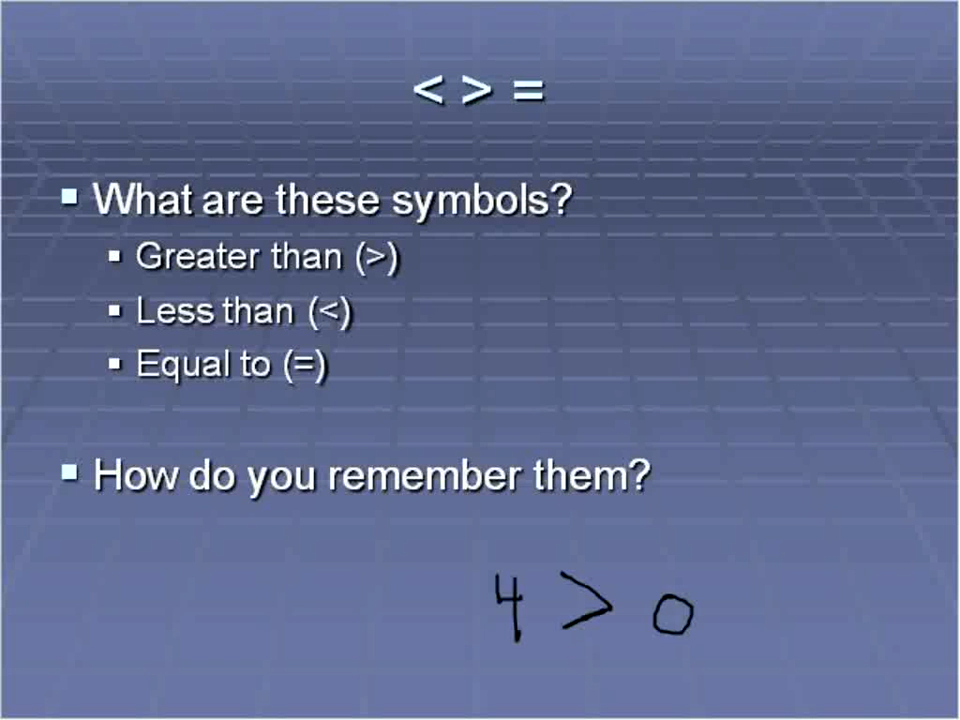 < > =
What are these symbols?
Greater than (>)
Less than (<)
Equal to (=)
How do you remember them?
4 > 0